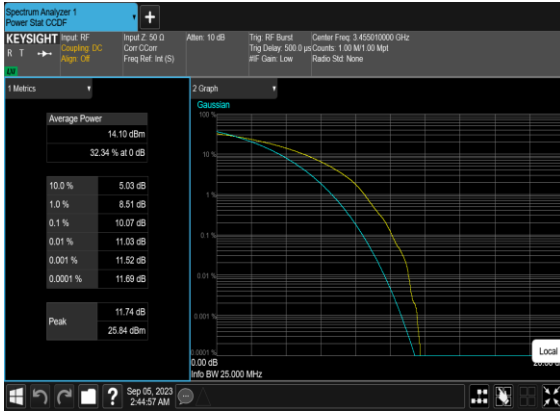 Spectrum Analyzer 1
Power Stat CCDF
+
KEYSIGHT Input: RF Input Z: 50 Ω Atten: 10 dB Trig: RF Burst Center Freq: 3.455010000 GHz
R T Coupling: DC Corr CCorr Trig Delay: 500.0 µs Counts: 1.00 M/1.00 Mpt
Align: Off Freq Ref: Int (S) #IF Gain: Low Radio Std: None
1 Metrics
2 Graph
Average Power
14.10 dBm
32.34 % at 0 dB
10.0 % 5.03 dB
1.0 % 8.51 dB
0.1 % 10.07 dB
0.01 % 11.03 dB
0.001 % 11.52 dB
0.0001 % 11.69 dB
Peak
11.74 dB
25.84 dBm
Gaussian
100 %
10 %
1 %
0.1 %
0.01 %
0.001 %
0.0001 %
0.00 dB
Info BW 25.000 MHz
Local
?
Sep 05, 2023
2:44:57 AM